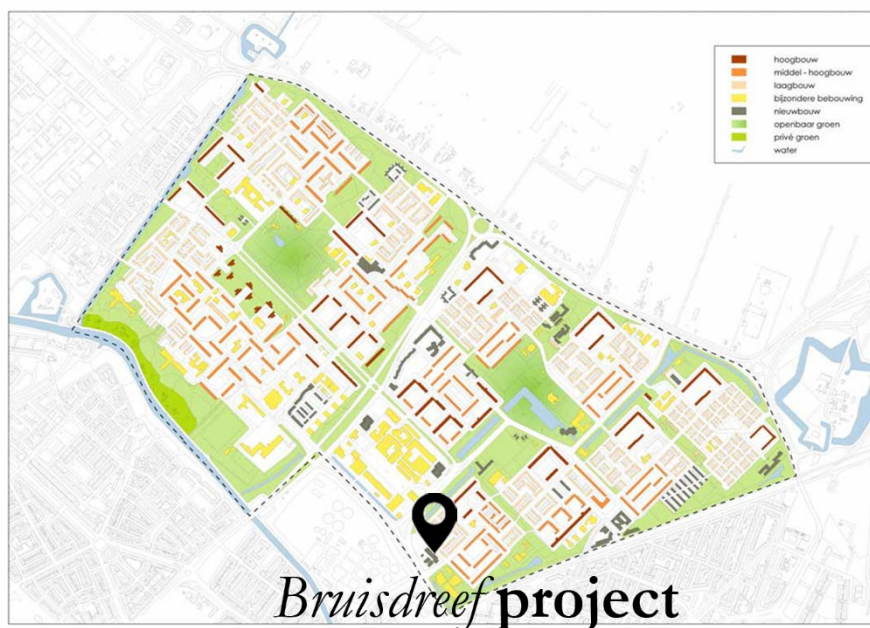 hoogbouw
middel - hoogbouw
laagbouw
bijzondere bebouwing
nieuwbouw
openbaar groen
privé groen
water
Bruisdreef project